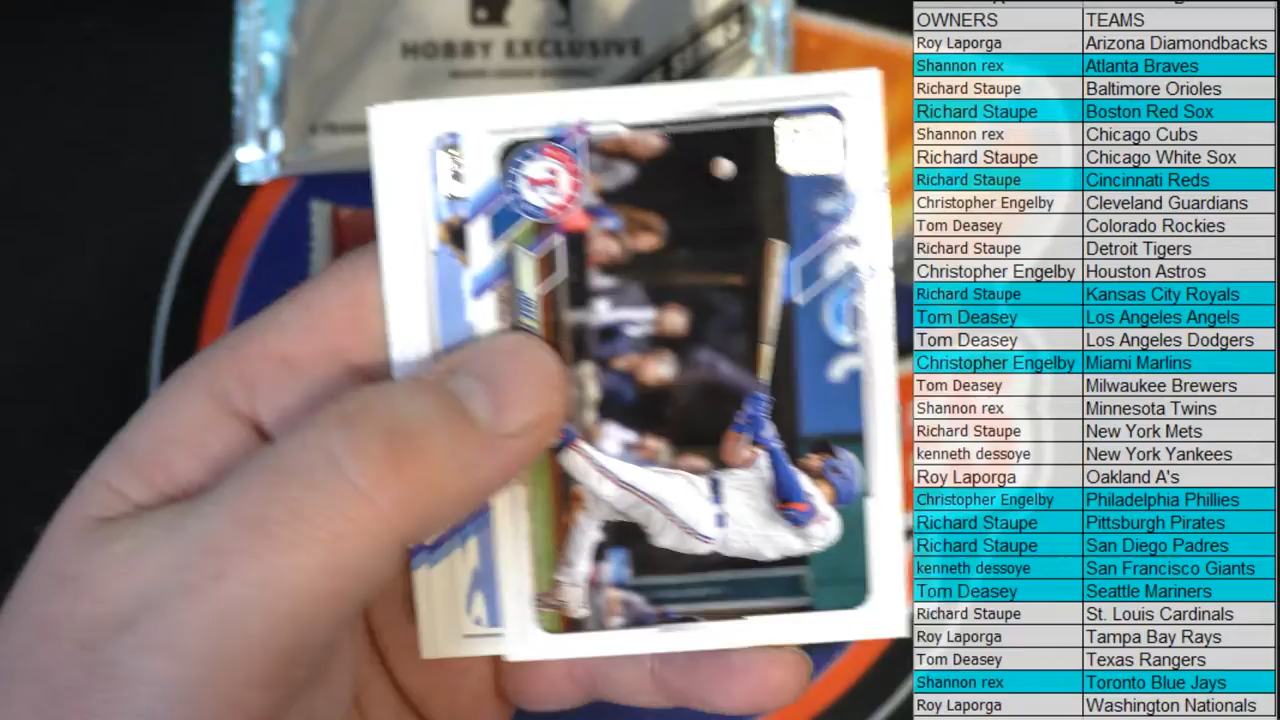 HOBBY EXCLUSIVE
OWNERS TEAMS
Roy Laporga Arizona Diamondbacks
Shannon rex Atlanta Braves
Richard Staupe Baltimore Orioles
Richard Staupe Boston Red Sox
Shannon rex Chicago Cubs
Richard Staupe Chicago White Sox
Richard Staupe Cincinnati Reds
Christopher Engelby Cleveland Guardians
Tom Deasey Colorado Rockies
Richard Staupe Detroit Tigers
Christopher Engelby Houston Astros
Richard Staupe Kansas City Royals
Tom Deasey Los Angeles Angels
Tom Deasey Los Angeles Dodgers
Christopher Engelby Miami Marlins
Tom Deasey Milwaukee Brewers
Shannon rex Minnesota Twins
Richard Staupe New York Mets
kenneth dessoye New York Yankees
Roy Laporga Oakland A's
Christopher Engelby Philadelphia Phillies
Richard Staupe Pittsburgh Pirates
Richard Staupe San Diego Padres
kenneth dessoye San Francisco Giants
Tom Deasey Seattle Mariners
Richard Staupe St. Louis Cardinals
Roy Laporga Tampa Bay Rays
Tom Deasey Texas Rangers
Shannon rex Toronto Blue Jays
Roy Laporga Washington Nationals